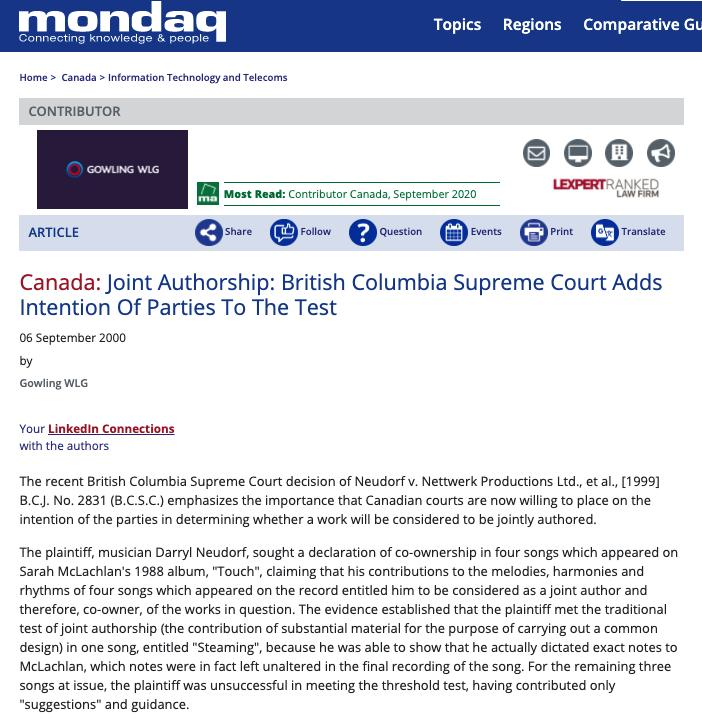 mondaq
Connecting knowledge & people
Topics Regions Comparative Gu
Home > Canada > Information Technology and Telecoms
CONTRIBUTOR
GOWLING WLG
ma
Most Read: Contributor Canada, September 2020
LEXPERTRANKED
LAW FIRM
ARTICLE Share Follow Question Events Print Translate
Canada: Joint Authorship: British Columbia Supreme Court Adds
Intention Of Parties To The Test
06 September 2000
by
Gowling WLG
Your LinkedIn Connections
with the authors
The recent British Columbia Supreme Court decision of Neudorf v. Nettwerk Productions Ltd., et al., [1999]
B.C.J. No. 2831 (B.C.S.C.) emphasizes the importance that Canadian courts are now willing to place on the
intention of the parties in determining whether a work will be considered to be jointly authored.
The plaintiff, musician Darryl Neudorf, sought a declaration of co-ownership in four songs which appeared on
Sarah McLachlan's 1988 album, "Touch", claiming that his contributions to the melodies, harmonies and
rhythms of four songs which appeared on the record entitled him to be considered as a joint author and
therefore, co-owner, of the works in question. The evidence established that the plaintiff met the traditional
test of joint authorship (the contribution of substantial material for the purpose of carrying out a common
design) in one song, entitled "Steaming", because he was able to show that he actually dictated exact notes to
McLachlan, which notes were in fact left unaltered in the final recording of the song. For the remaining three
songs at issue, the plaintiff was unsuccessful in meeting the threshold test, having contributed only
"suggestions" and guidance.